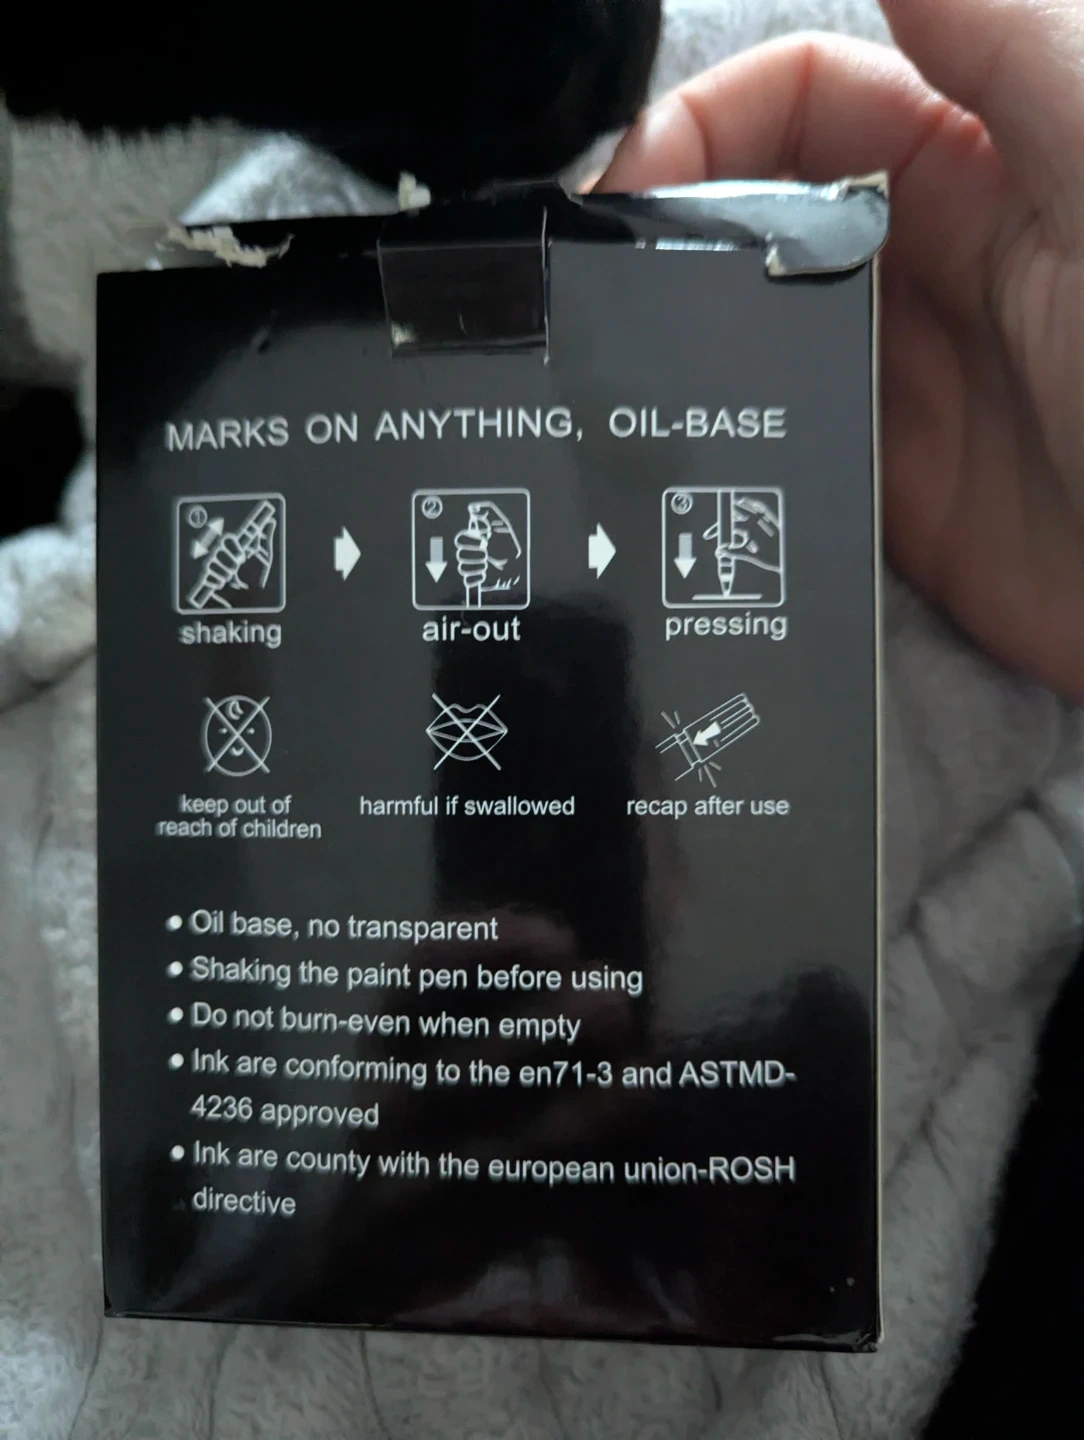 MARKS ON ANYTHING, OIL-BASE
① ② ③
shaking air-out pressing
keep out of
reach of children
harmful if swallowed
recap after use
• Oil base, no transparent
• Shaking the paint pen before using
• Do not burn-even when empty
• Ink are conforming to the en71-3 and ASTMD-
4236 approved
• Ink are county with the european union-ROSH
directive